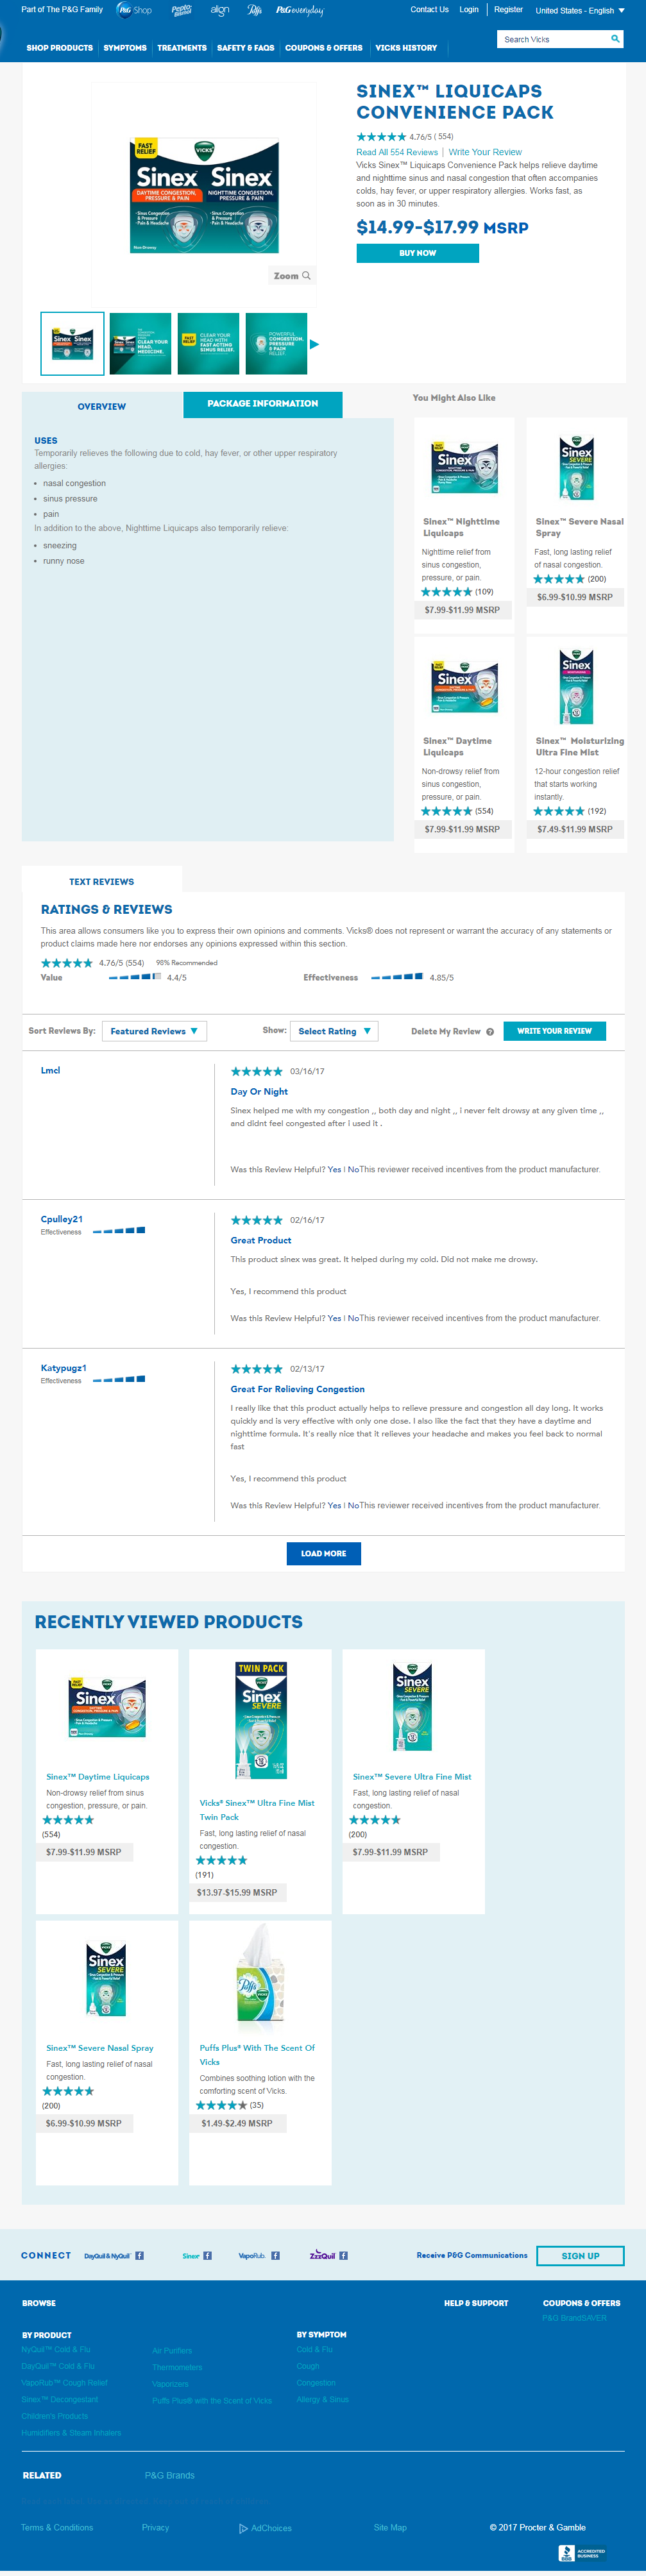 Part of The P&G Family
P&G Shop
Pepto Bismol
align
Puffs
P&G everyday
Contact Us
Login
Register
United States - English
SHOP PRODUCTS
SYMPTOMS
TREATMENTS
SAFETY & FAQS
COUPONS & OFFERS
VICKS HISTORY
Search Vicks
FAST RELIEF
VICKS
Sinex
DAYTIME CONGESTION, PRESSURE & PAIN
Sinex
NIGHTTIME CONGESTION, PRESSURE & PAIN
Zoom
SINEX™ LIQUICAPS
CONVENIENCE PACK
4.76/5 ( 554)
Read All 554 Reviews | Write Your Review
Vicks Sinex™ Liquicaps Convenience Pack helps relieve daytime
and nighttime sinus and nasal congestion that often accompanies
colds, hay fever, or upper respiratory allergies. Works fast, as
soon as in 30 minutes.
$14.99-$17.99 MSRP
BUY NOW
OVERVIEW
PACKAGE INFORMATION
USES
Temporarily relieves the following due to cold, hay fever, or other upper respiratory
allergies:
nasal congestion
sinus pressure
pain
In addition to the above, Nighttime Liquicaps also temporarily relieve:
sneezing
runny nose
You Might Also Like
Sinex™ Nighttime
Liquicaps
Nighttime relief from
sinus congestion,
pressure, or pain.
(109)
$7.99-$11.99 MSRP
Sinex™ Severe Nasal
Spray
Fast, long lasting relief
of nasal congestion.
(200)
$6.99-$10.99 MSRP
Sinex™ Daytime
Liquicaps
Non-drowsy relief from
sinus congestion,
pressure, or pain.
(554)
$7.99-$11.99 MSRP
Sinex™ Moisturizing
Ultra Fine Mist
12-hour congestion relief
that starts working
instantly.
(192)
$7.49-$11.99 MSRP
TEXT REVIEWS
RATINGS & REVIEWS
This area allows consumers like you to express their own opinions and comments. Vicks® does not represent or warrant the accuracy of any statements or
product claims made here nor endorses any opinions expressed within this section.
4.76/5 (554) 98% Recommended
Value 4.4/5
Effectiveness 4.85/5
Sort Reviews By: Featured Reviews
Show: Select Rating
Delete My Review
WRITE YOUR REVIEW
Lmcl
03/16/17
Day Or Night
Sinex helped me with my congestion ,, both day and night ,, i never felt drowsy at any given time ,,
and didnt feel congested after i used it .
Was this Review Helpful? Yes | NoThis reviewer received incentives from the product manufacturer.
Cpulley21
Effectiveness
02/16/17
Great Product
This product sinex was great. It helped during my cold. Did not make me drowsy.
Yes, I recommend this product
Was this Review Helpful? Yes | NoThis reviewer received incentives from the product manufacturer.
Katypugz1
Effectiveness
02/13/17
Great For Relieving Congestion
I really like that this product actually helps to relieve pressure and congestion all day long. It works
quickly and is very effective with only one dose. I also like the fact that they have a daytime and
nighttime formula. It's really nice that it relieves your headache and makes you feel back to normal
fast
Yes, I recommend this product
Was this Review Helpful? Yes | NoThis reviewer received incentives from the product manufacturer.
LOAD MORE
RECENTLY VIEWED PRODUCTS
Sinex™ Daytime Liquicaps
Non-drowsy relief from sinus
congestion, pressure, or pain.
(554)
$7.99-$11.99 MSRP
TWIN PACK
Sinex
SEVERE
Vicks® Sinex™ Ultra Fine Mist
Twin Pack
Fast, long lasting relief of nasal
congestion.
(191)
$13.97-$15.99 MSRP
Sinex
SEVERE
Sinex™ Severe Ultra Fine Mist
Fast, long lasting relief of nasal
congestion.
(200)
$7.99-$11.99 MSRP
Sinex
SEVERE
Sinex™ Severe Nasal Spray
Fast, long lasting relief of nasal
congestion.
(200)
$6.99-$10.99 MSRP
Puffs
Puffs Plus® With The Scent Of
Vicks
Combines soothing lotion with the
comforting scent of Vicks.
(35)
$1.49-$2.49 MSRP
CONNECT
DayQuil & NyQuil
Sinex
VapoRub
ZzzQuil
Receive P&G Communications
SIGN UP
BROWSE
HELP & SUPPORT
COUPONS & OFFERS
P&G BrandSAVER
BY PRODUCT
NyQuil™ Cold & Flu
DayQuil™ Cold & Flu
VapoRub™ Cough Relief
Sinex™ Decongestant
Children's Products
Humidifiers & Steam Inhalers
Air Purifiers
Thermometers
Vaporizers
Puffs Plus® with the Scent of Vicks
BY SYMPTOM
Cold & Flu
Cough
Congestion
Allergy & Sinus
RELATED
P&G Brands
Terms & Conditions
Privacy
AdChoices
Site Map
© 2017 Procter & Gamble
BBB ACCREDITED BUSINESS